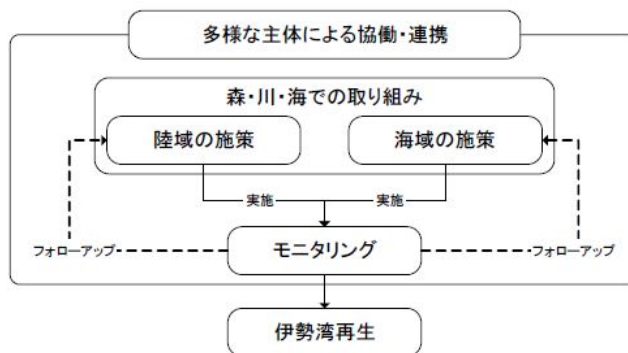 多様な主体による協働・連携
森・川・海での取り組み
陸域の施策
海域の施策
実施
実施
フォローアップ
モニタリング
フォローアップ
伊勢湾再生